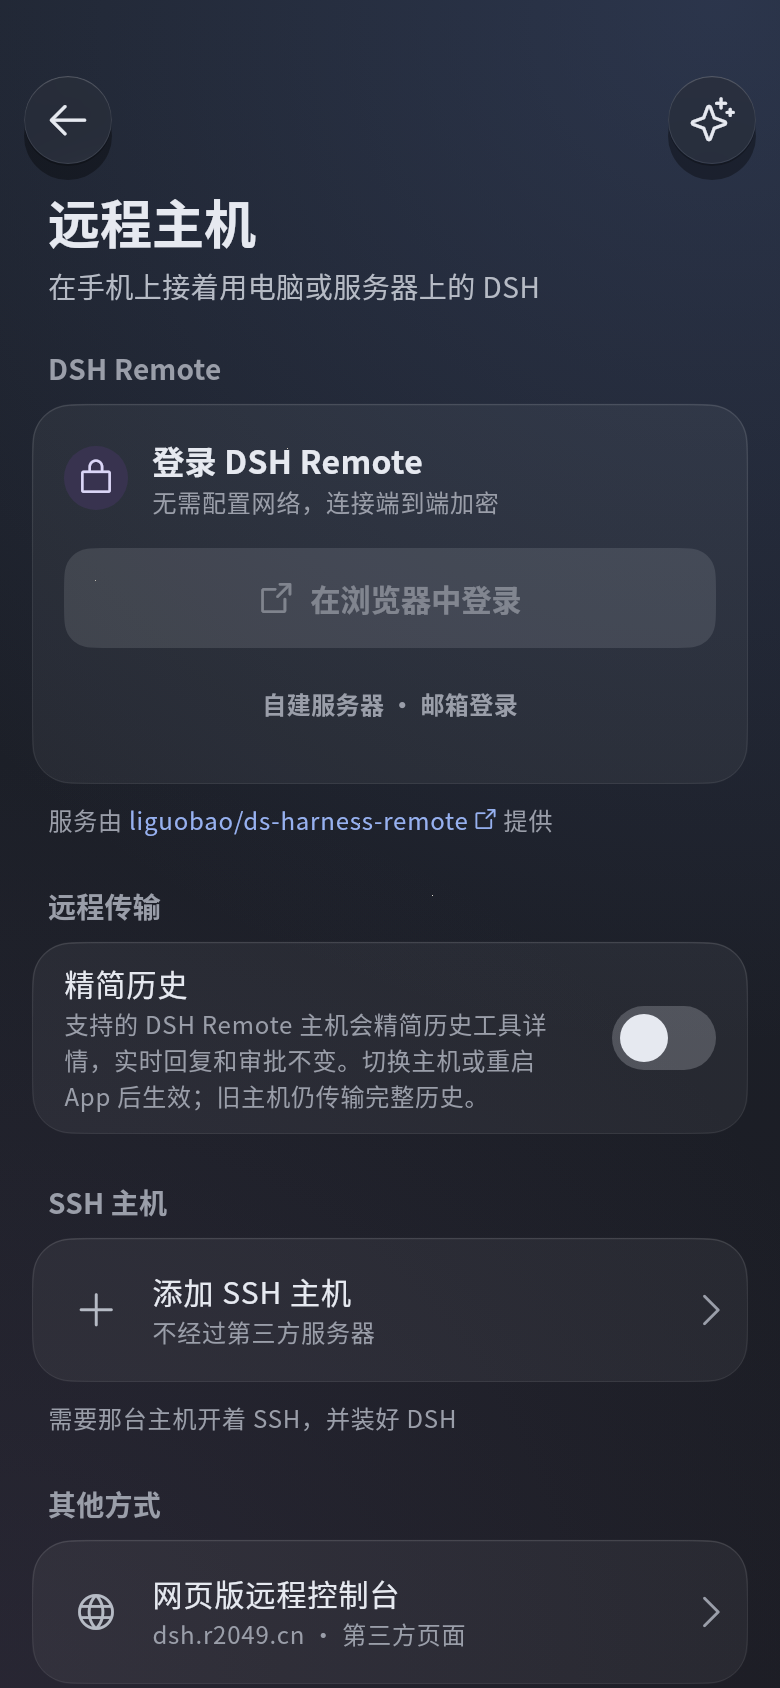 远程主机
在手机上接着用电脑或服务器上的 DSH
DSH Remote
登录 DSH Remote
无需配置网络，连接端到端加密
在浏览器中登录
自建服务器 · 邮箱登录
服务由 liguobao/ds-harness-remote 提供
远程传输
精简历史
支持的 DSH Remote 主机会精简历史工具详
情，实时回复和审批不变。切换主机或重启
App 后生效；旧主机仍传输完整历史。
SSH 主机
添加 SSH 主机
不经过第三方服务器
需要那台主机开着 SSH，并装好 DSH
其他方式
网页版远程控制台
dsh.r2049.cn · 第三方页面